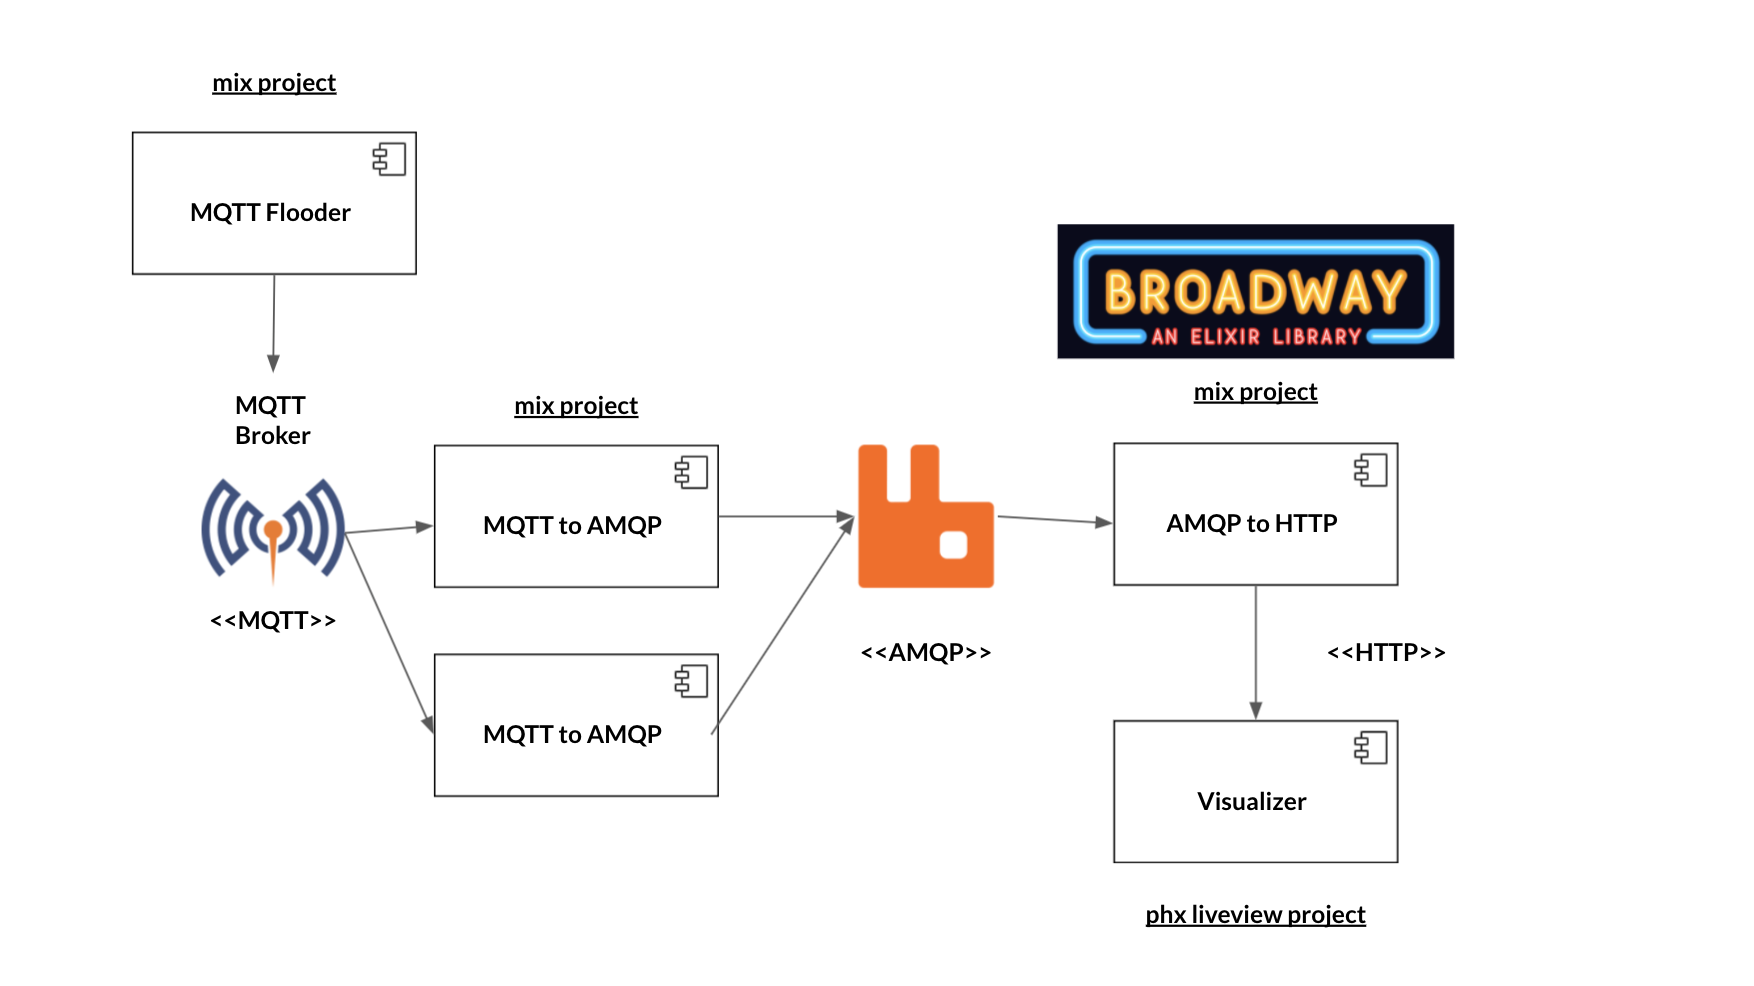 mix project
MQTT Flooder
MQTT
Broker
<<MQTT>>
mix project
MQTT to AMQP
MQTT to AMQP
<<AMQP>>
BROADWAY
AN ELIXIR LIBRARY
mix project
AMQP to HTTP
<<HTTP>>
Visualizer
phx liveview project